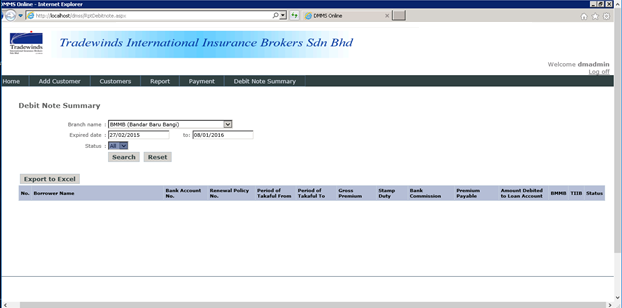 DMMS Online - Internet Explorer
http://localhost/dnss/RptDebitnote.aspx
DMMS Online
Tradewinds
Tradewinds International Insurance Brokers Sdn Bhd
Welcome dmadmin
Log off
Home Add Customer Customers Report Payment Debit Note Summary
Debit Note Summary
Branch name : BMMB (Bandar Baru Bangi)
Expired date : 27/02/2015 to: 08/01/2016
Status : All
Search Reset
Export to Excel
No. Borrower Name Bank Account No. Renewal Policy No. Period of Takaful From Period of Takaful To Gross Premium Stamp Duty Bank Commission Premium Payable Amount Debited to Loan Account BMMB TIIB Status